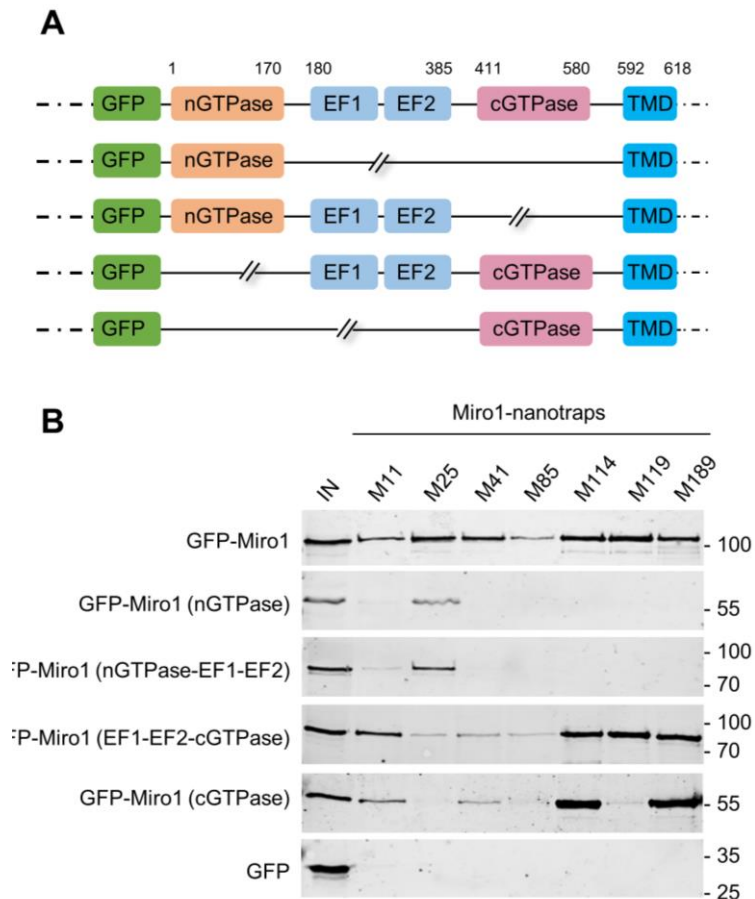 A
1 170 180 385 411 580 592 618
GFP nGTPase EF1 EF2 cGTPase TMD
GFP nGTPase TMD
GFP nGTPase EF1 EF2 TMD
GFP EF1 EF2 cGTPase TMD
GFP cGTPase TMD
B
Miro1-nanotraps
IN M11 M25 M41 M85 M114 M119 M189
GFP-Miro1 - 100
GFP-Miro1 (nGTPase) - 55
FP-Miro1 (nGTPase-EF1-EF2) - 100
- 70
FP-Miro1 (EF1-EF2-cGTPase) - 100
- 70
GFP-Miro1 (cGTPase) - 55
GFP - 35
- 25